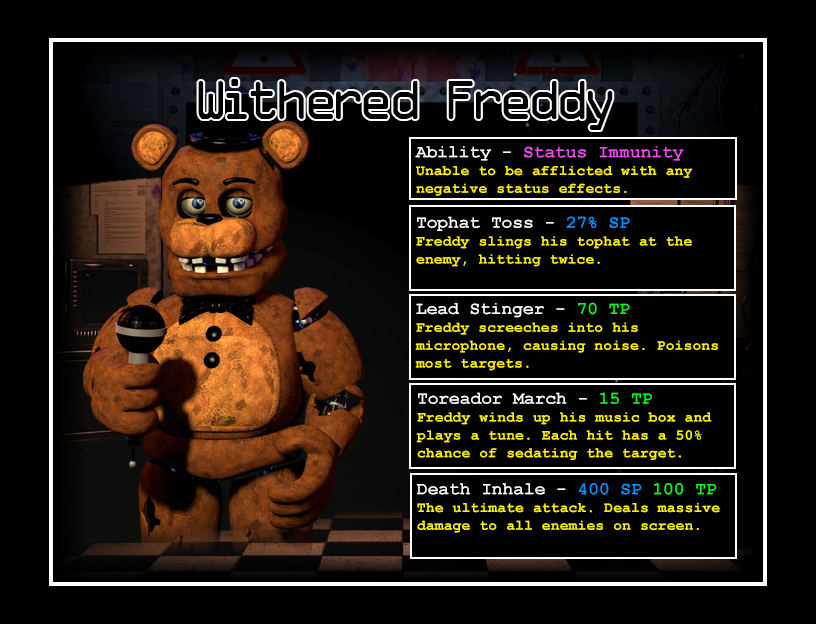 Withered Freddy
Ability - Status Immunity
Unable to be afflicted with any
negative status effects.
Tophat Toss - 27% SP
Freddy slings his tophat at the
enemy, hitting twice.
Lead Stinger - 70 TP
Freddy screeches into his
microphone, causing noise. Poisons
most targets.
Toreador March - 15 TP
Freddy winds up his music box and
plays a tune. Each hit has a 50%
chance of sedating the target.
Death Inhale - 400 SP 100 TP
The ultimate attack. Deals massive
damage to all enemies on screen.